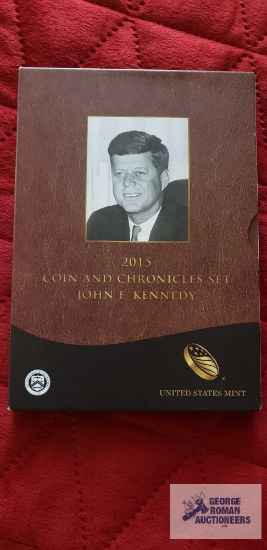 2015
COIN AND CHRONICLES SET
JOHN F. KENNEDY
UNITED STATES MINT
GEORGE
ROMAN
AUCTIONEERS